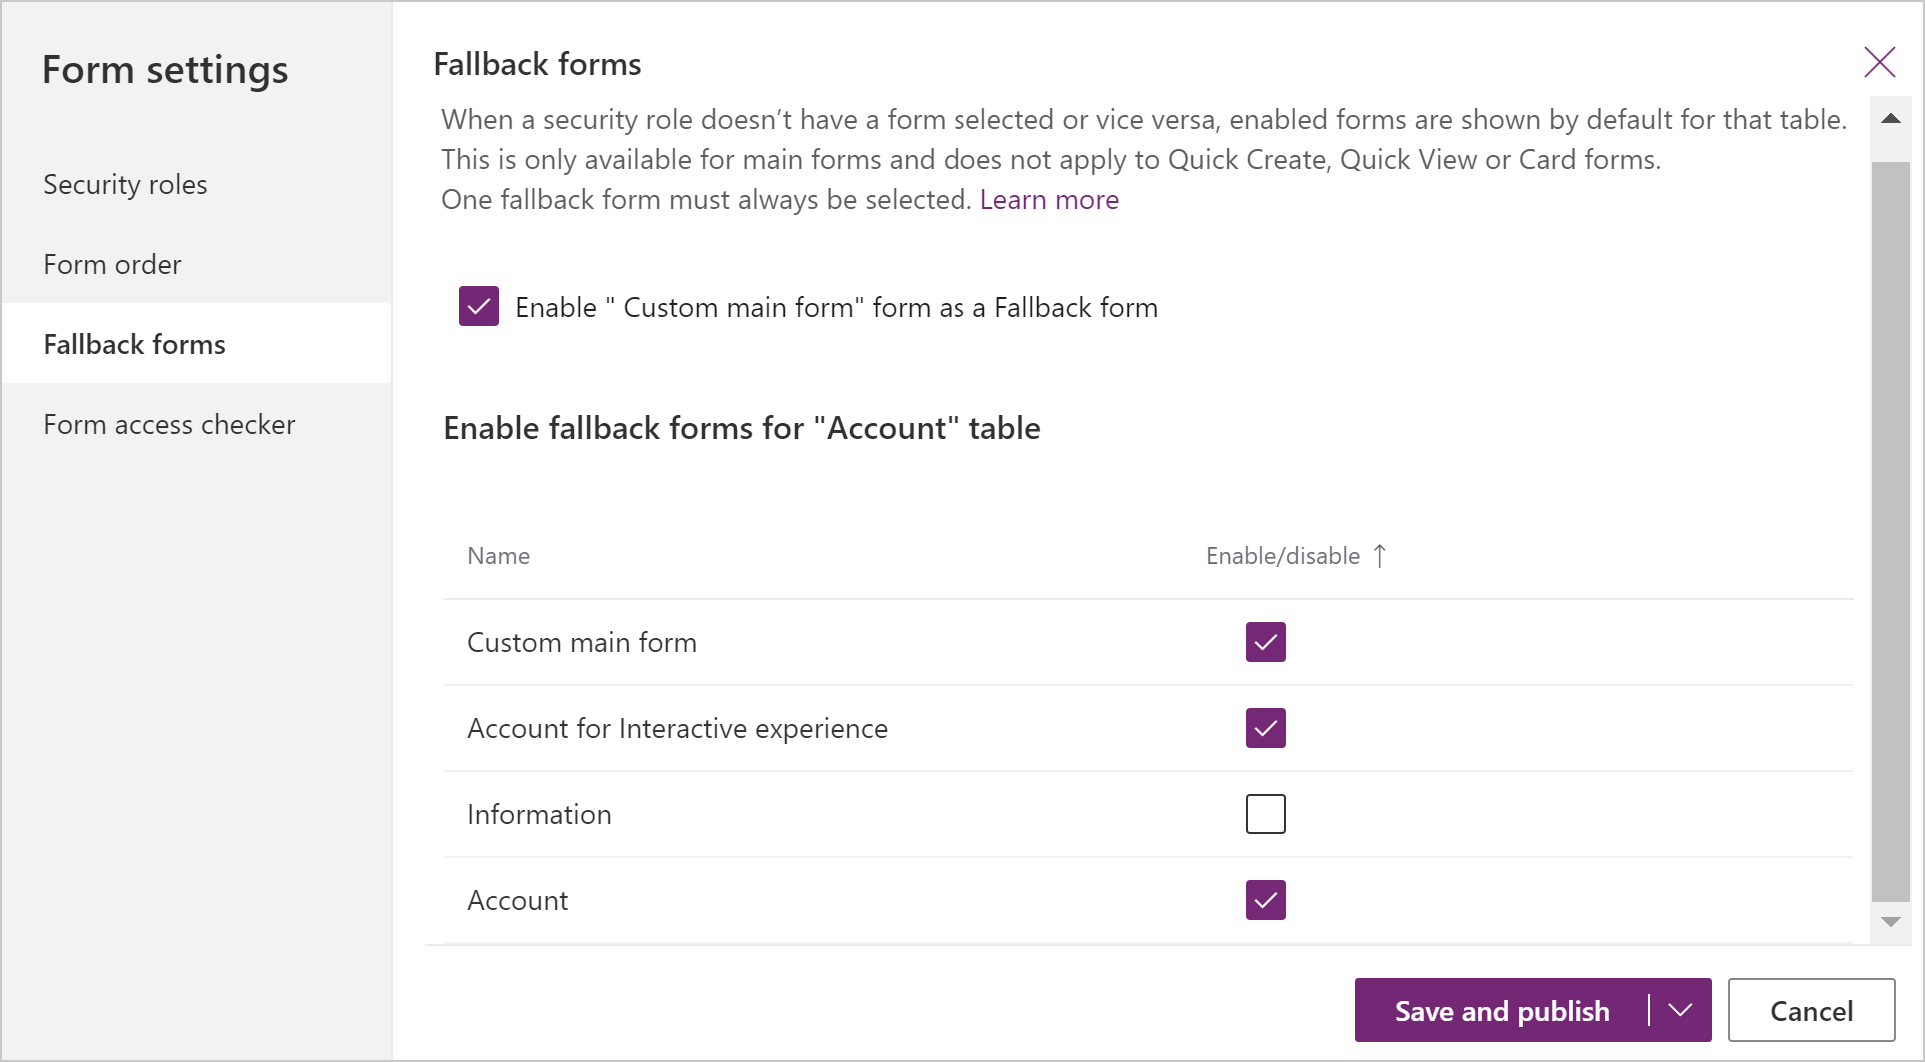 Form settings
Security roles
Form order
Fallback forms
Form access checker
Fallback forms
When a security role doesn’t have a form selected or vice versa, enabled forms are shown by default for that table.
This is only available for main forms and does not apply to Quick Create, Quick View or Card forms.
One fallback form must always be selected. Learn more
Enable " Custom main form" form as a Fallback form
Enable fallback forms for "Account" table
Name Enable/disable ↑
Custom main form
Account for Interactive experience
Information
Account
Save and publish
Cancel